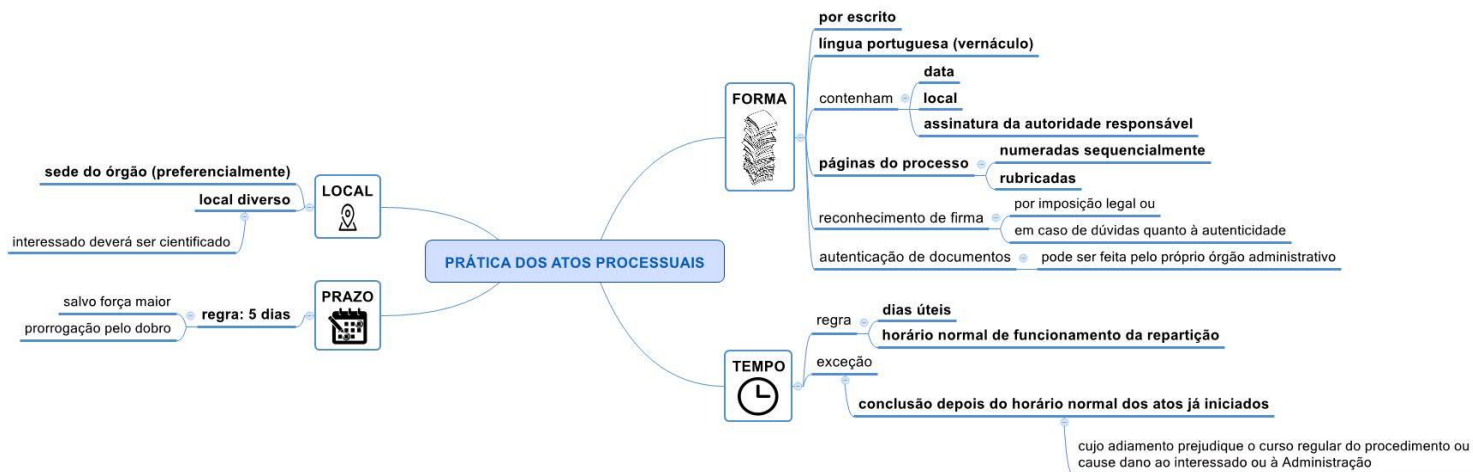 PRÁTICA DOS ATOS PROCESSUAIS
FORMA
por escrito
língua portuguesa (vernáculo)
contenham
data
local
assinatura da autoridade responsável
páginas do processo
numeradas sequencialmente
rubricadas
reconhecimento de firma
por imposição legal ou
em caso de dúvidas quanto à autenticidade
autenticação de documentos
pode ser feita pelo próprio órgão administrativo
TEMPO
regra
dias úteis
horário normal de funcionamento da repartição
exceção
conclusão depois do horário normal dos atos já iniciados
cujo adiamento prejudique o curso regular do procedimento ou
cause dano ao interessado ou à Administração
LOCAL
sede do órgão (preferencialmente)
local diverso
interessado deverá ser cientificado
PRAZO
regra: 5 dias
salvo força maior
prorrogação pelo dobro